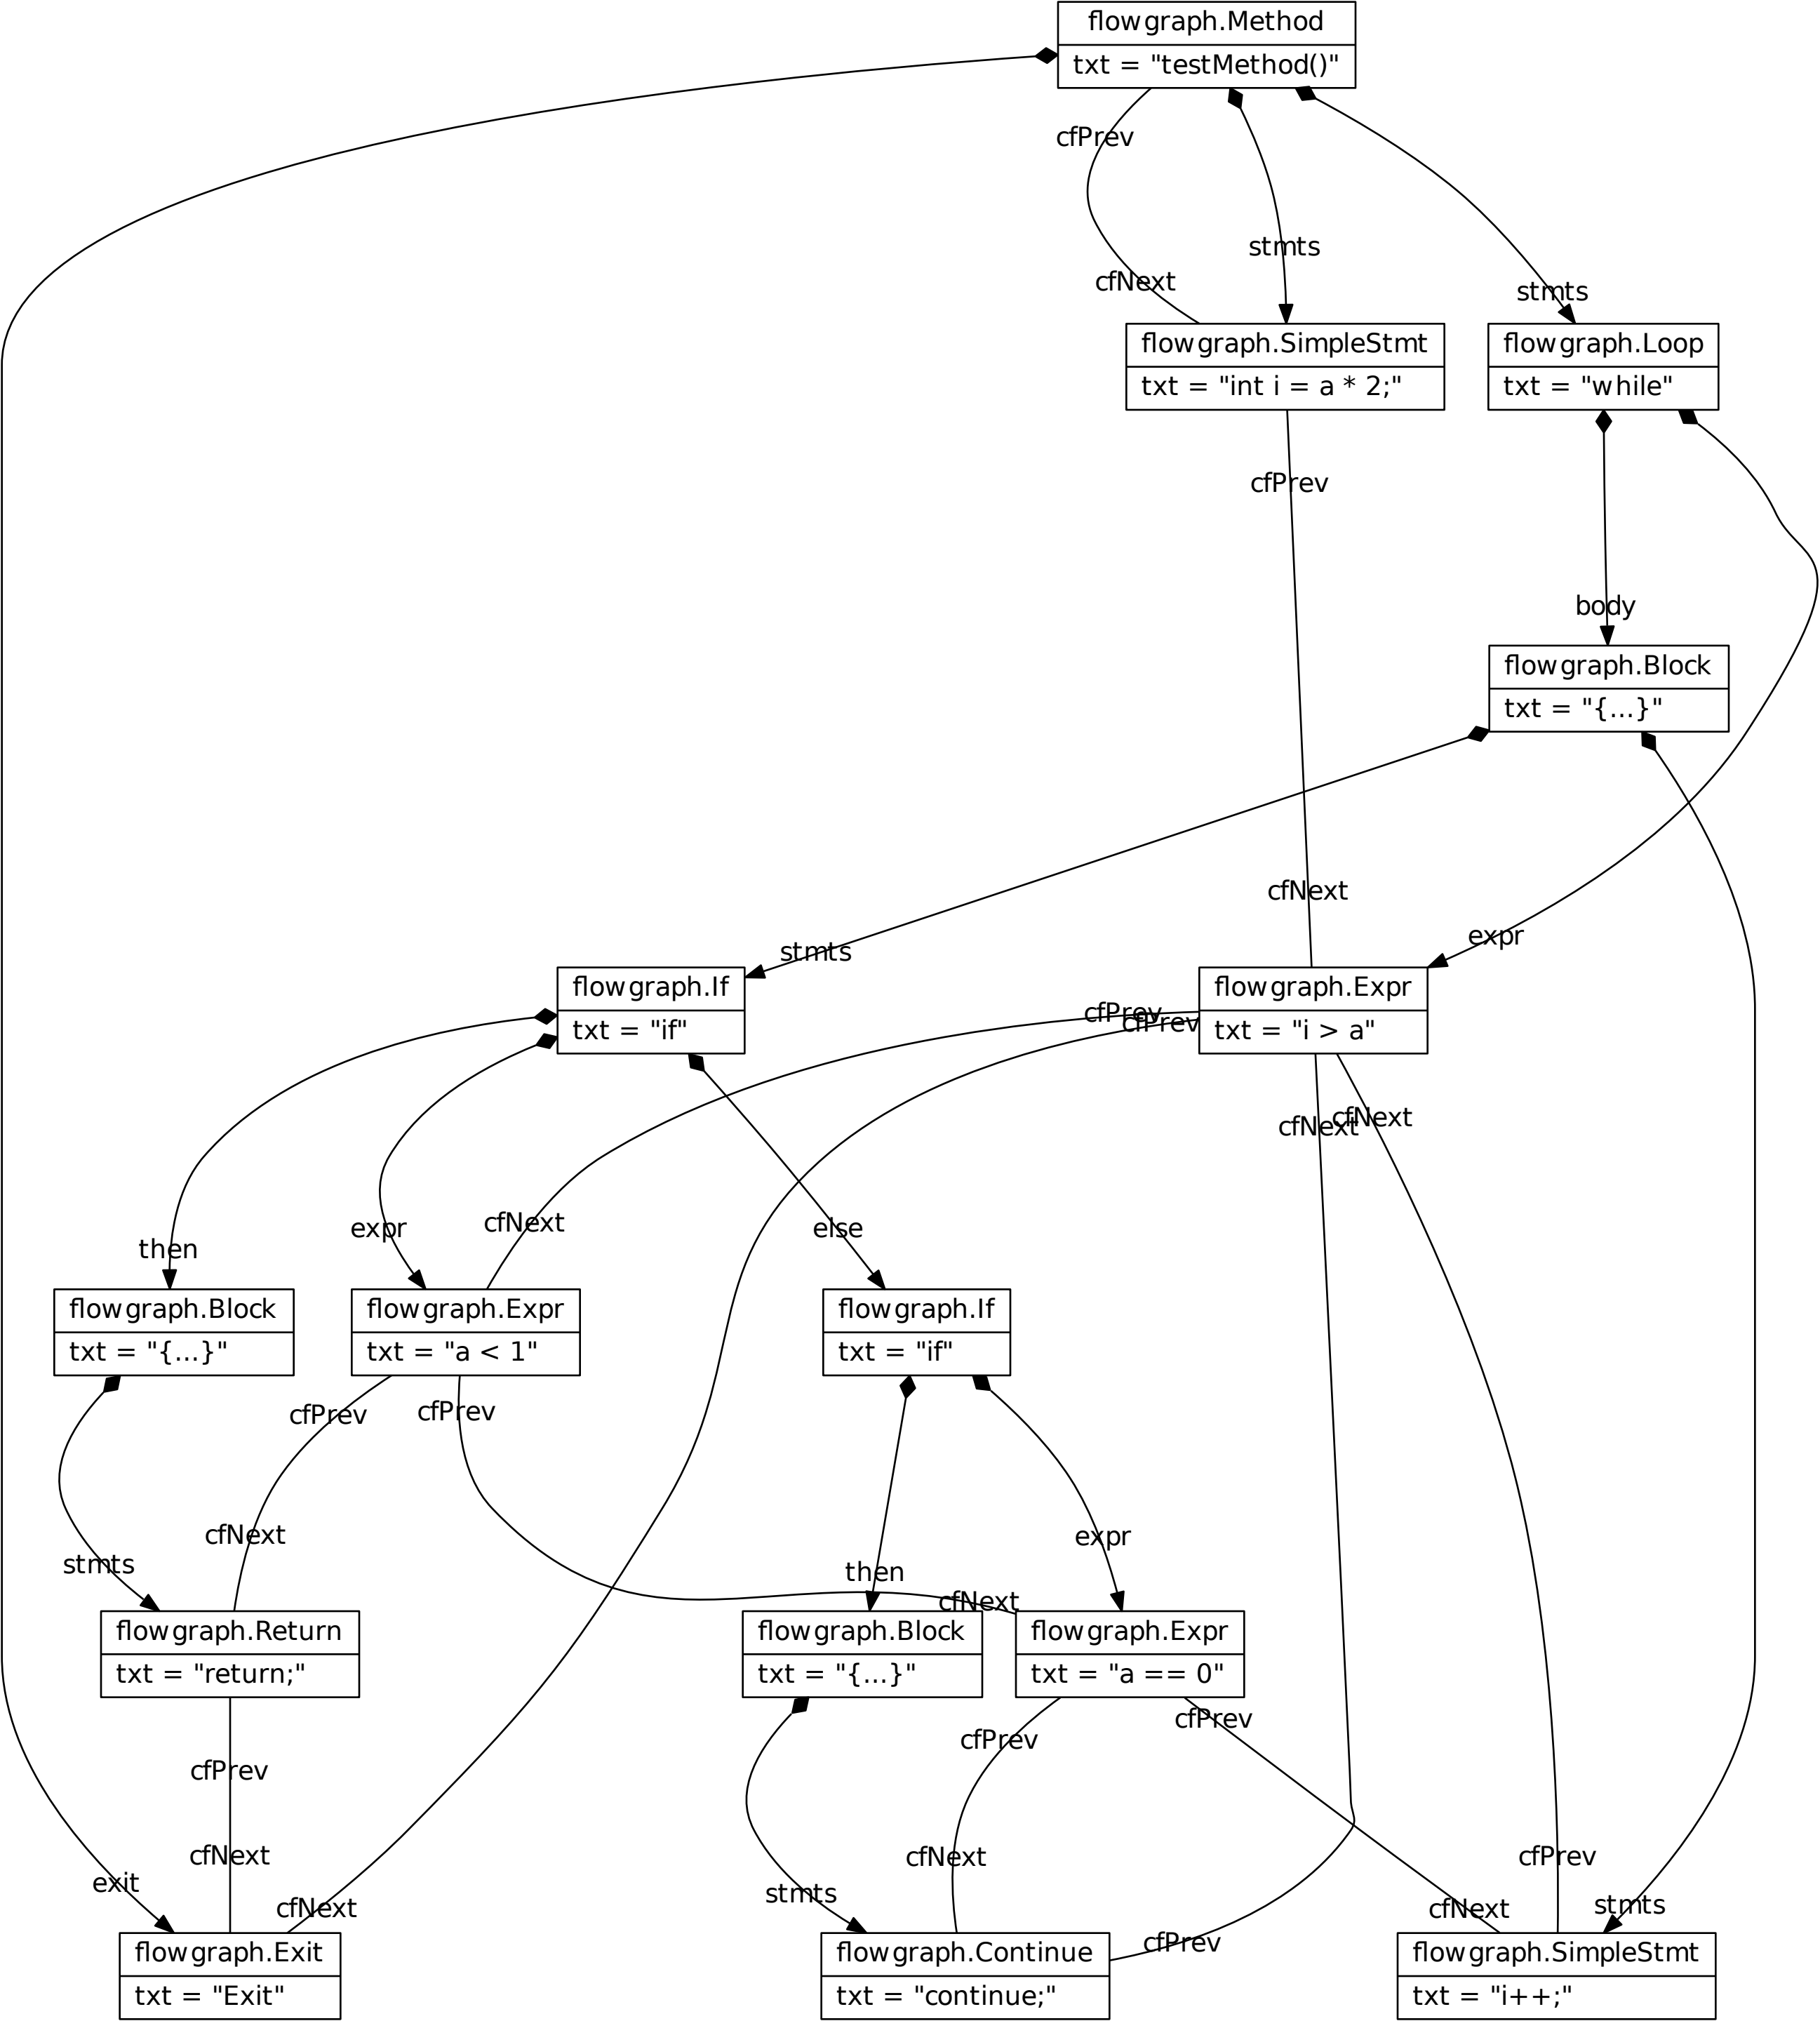 flowgraph.Method
txt = "testMethod()"
cfPrev
stmts
cfNext
stmts
flowgraph.SimpleStmt
txt = "int i = a * 2;"
flowgraph.Loop
txt = "while"
cfPrev
body
flowgraph.Block
txt = "{...}"
cfNext
expr
stmts
flowgraph.If
txt = "if"
flowgraph.Expr
txt = "i > a"
cfPrev
cfPrev
cfNext
cfNext
cfNext
expr
else
then
flowgraph.Block
txt = "{...}"
flowgraph.Expr
txt = "a < 1"
flowgraph.If
txt = "if"
cfPrev
cfPrev
cfNext
expr
stmts
then
cfNext
flowgraph.Return
txt = "return;"
flowgraph.Block
txt = "{...}"
flowgraph.Expr
txt = "a == 0"
cfPrev
cfPrev
cfPrev
cfNext
cfNext
cfPrev
exit
cfNext
stmts
cfNext
stmts
cfPrev
flowgraph.Exit
txt = "Exit"
flowgraph.Continue
txt = "continue;"
flowgraph.SimpleStmt
txt = "i++;"